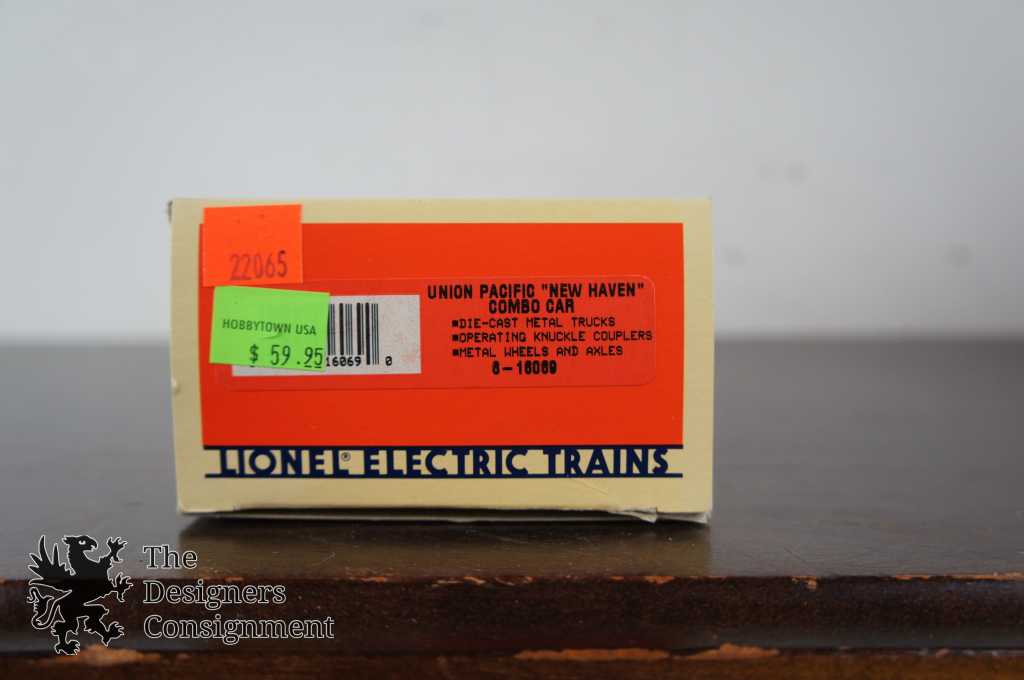 22065
HOBBYTOWN USA
$ 59.95
16069 0
UNION PACIFIC "NEW HAVEN"
COMBO CAR
■DIE-CAST METAL TRUCKS
■OPERATING KNUCKLE COUPLERS
■METAL WHEELS AND AXLES
6-16069
LIONEL® ELECTRIC TRAINS
The
Designers
Consignment